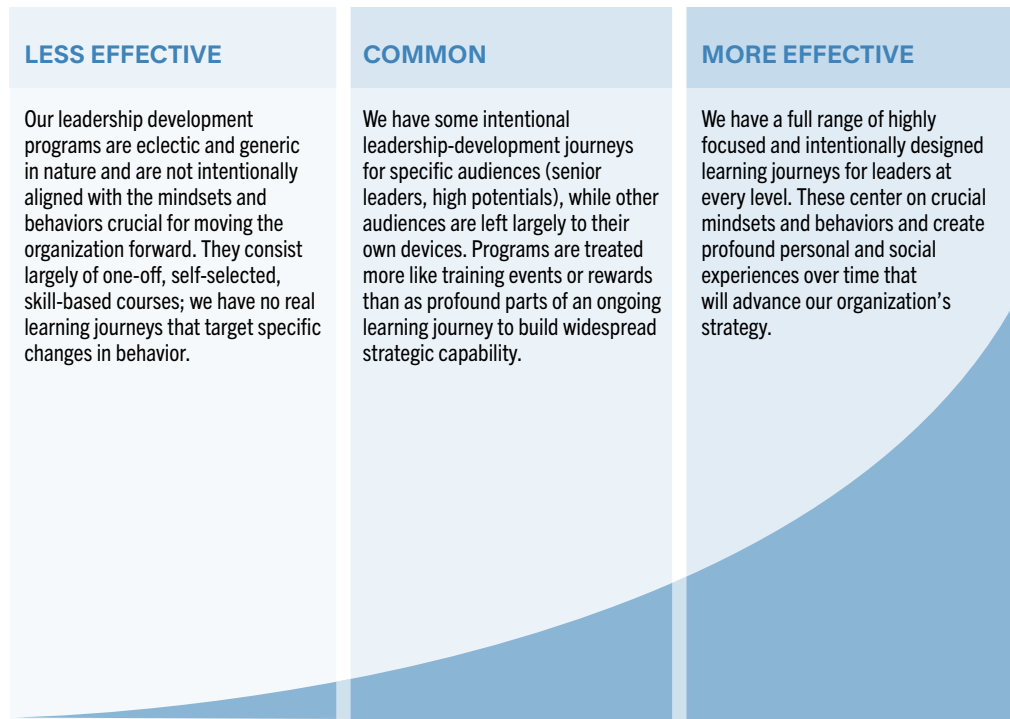 LESS EFFECTIVE
Our leadership development
programs are eclectic and generic
in nature and are not intentionally
aligned with the mindsets and
behaviors crucial for moving the
organization forward. They consist
largely of one-off, self-selected,
skill-based courses; we have no real
learning journeys that target specific
changes in behavior.
COMMON
We have some intentional
leadership-development journeys
for specific audiences (senior
leaders, high potentials), while other
audiences are left largely to their
own devices. Programs are treated
more like training events or rewards
than as profound parts of an ongoing
learning journey to build widespread
strategic capability.
MORE EFFECTIVE
We have a full range of highly
focused and intentionally designed
learning journeys for leaders at
every level. These center on crucial
mindsets and behaviors and create
profound personal and social
experiences over time that
will advance our organization’s
strategy.